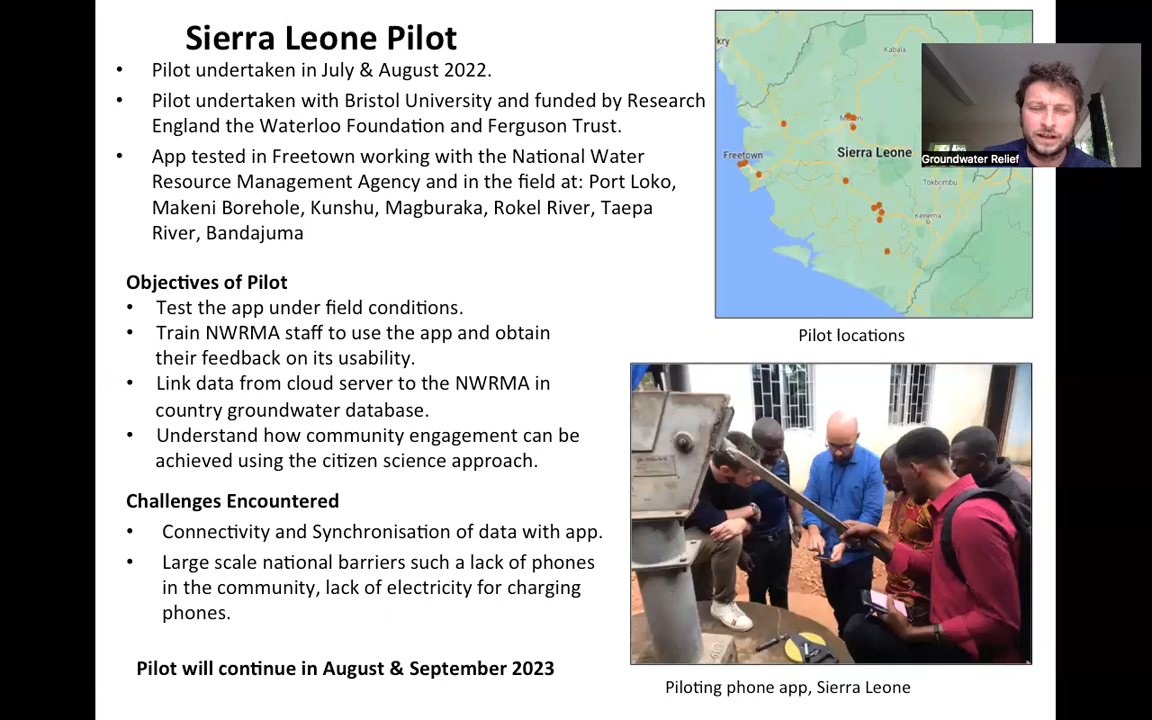 Sierra Leone Pilot
• Pilot undertaken in July & August 2022.
• Pilot undertaken with Bristol University and funded by Research
England the Waterloo Foundation and Ferguson Trust.
• App tested in Freetown working with the National Water
Resource Management Agency and in the field at: Port Loko,
Makeni Borehole, Kunshu, Magburaka, Rokel River, Taepa
River, Bandajuma
Objectives of Pilot
• Test the app under field conditions.
• Train NWRMA staff to use the app and obtain
their feedback on its usability.
• Link data from cloud server to the NWRMA in
country groundwater database.
• Understand how community engagement can be
achieved using the citizen science approach.
Challenges Encountered
• Connectivity and Synchronisation of data with app.
• Large scale national barriers such a lack of phones
in the community, lack of electricity for charging
phones.
Pilot will continue in August & September 2023
kry
Kabala
Freetown
Sierra Leone
Tokbombu
Kenema
Groundwater Relief
Pilot locations
Piloting phone app, Sierra Leone